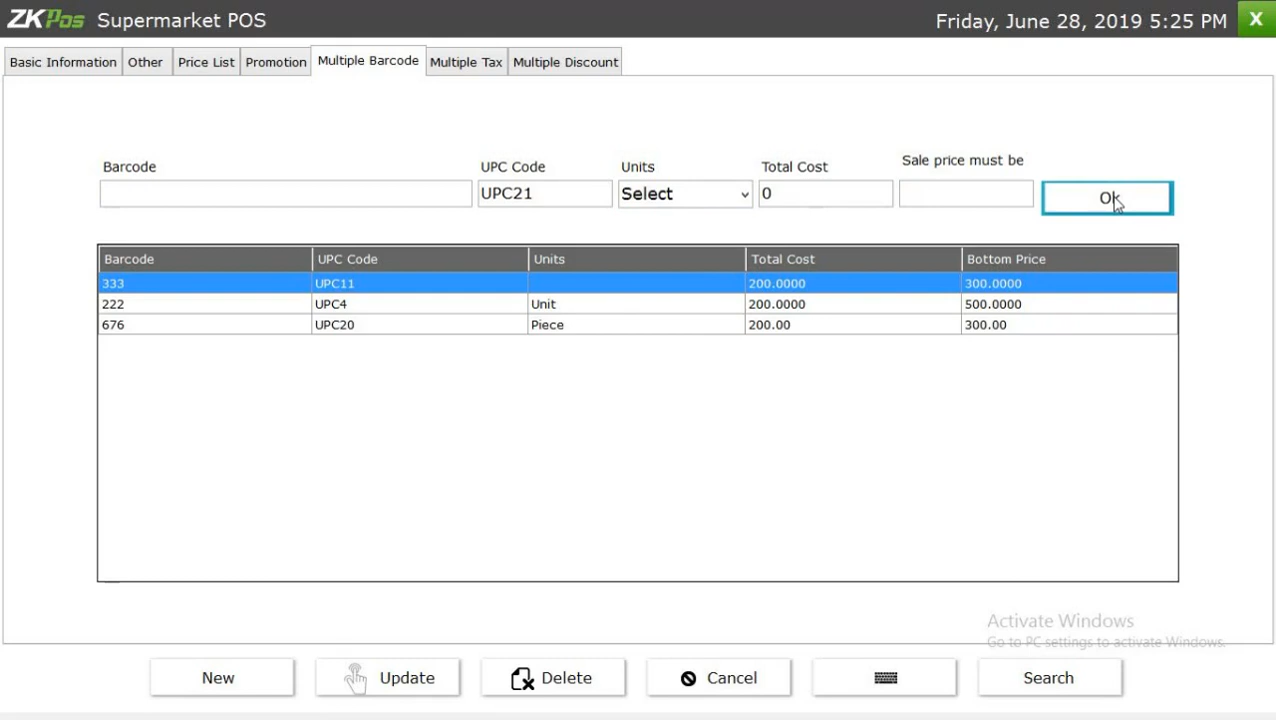 ZKPos Supermarket POS Friday, June 28, 2019 5:25 PM X
Basic Information Other Price List Promotion Multiple Barcode Multiple Tax Multiple Discount
Barcode UPC Code Units Total Cost Sale price must be
UPC21 Select 0 Ok
Barcode UPC Code Units Total Cost Bottom Price
333 UPC11 200.0000 300.0000
222 UPC4 Unit 200.0000 500.0000
676 UPC20 Piece 200.00 300.00
Activate Windows
Go to PC settings to activate Windows.
New Update Delete Cancel Search